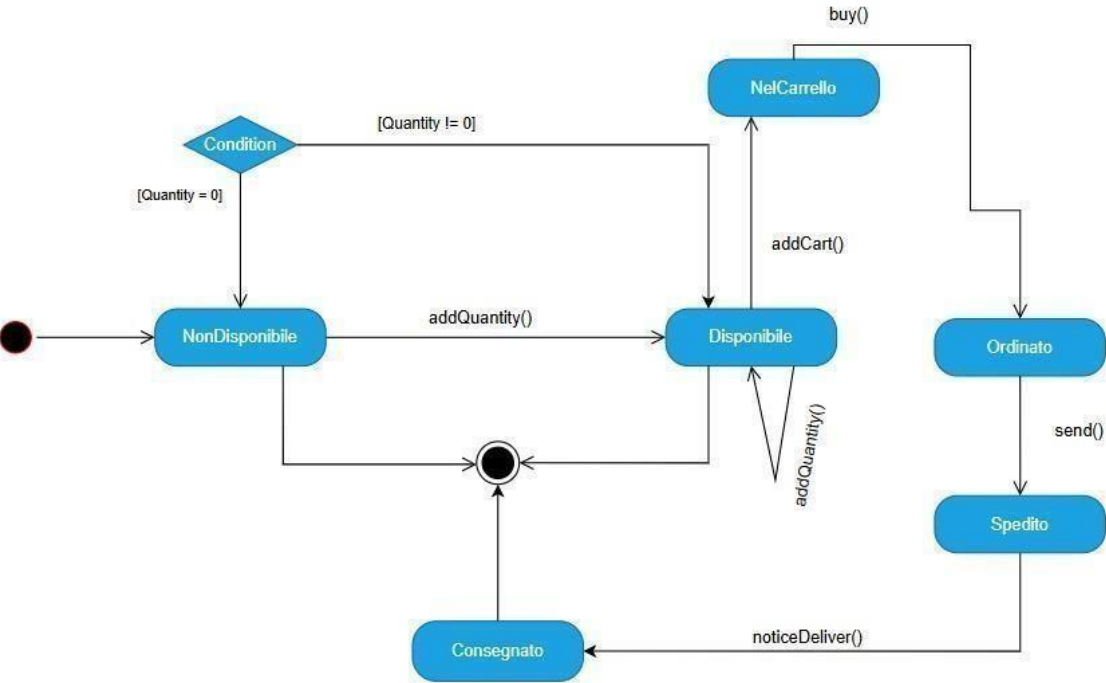 buy()
NelCarrello
[Quantity != 0]
Condition
[Quantity = 0]
addCart()
addQuantity()
NonDisponibile
Disponibile
Ordinato
addQuantity()
send()
Spedito
noticeDeliver()
Consegnato